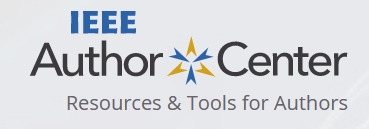 IEEE
Author Center
Resources & Tools for Authors